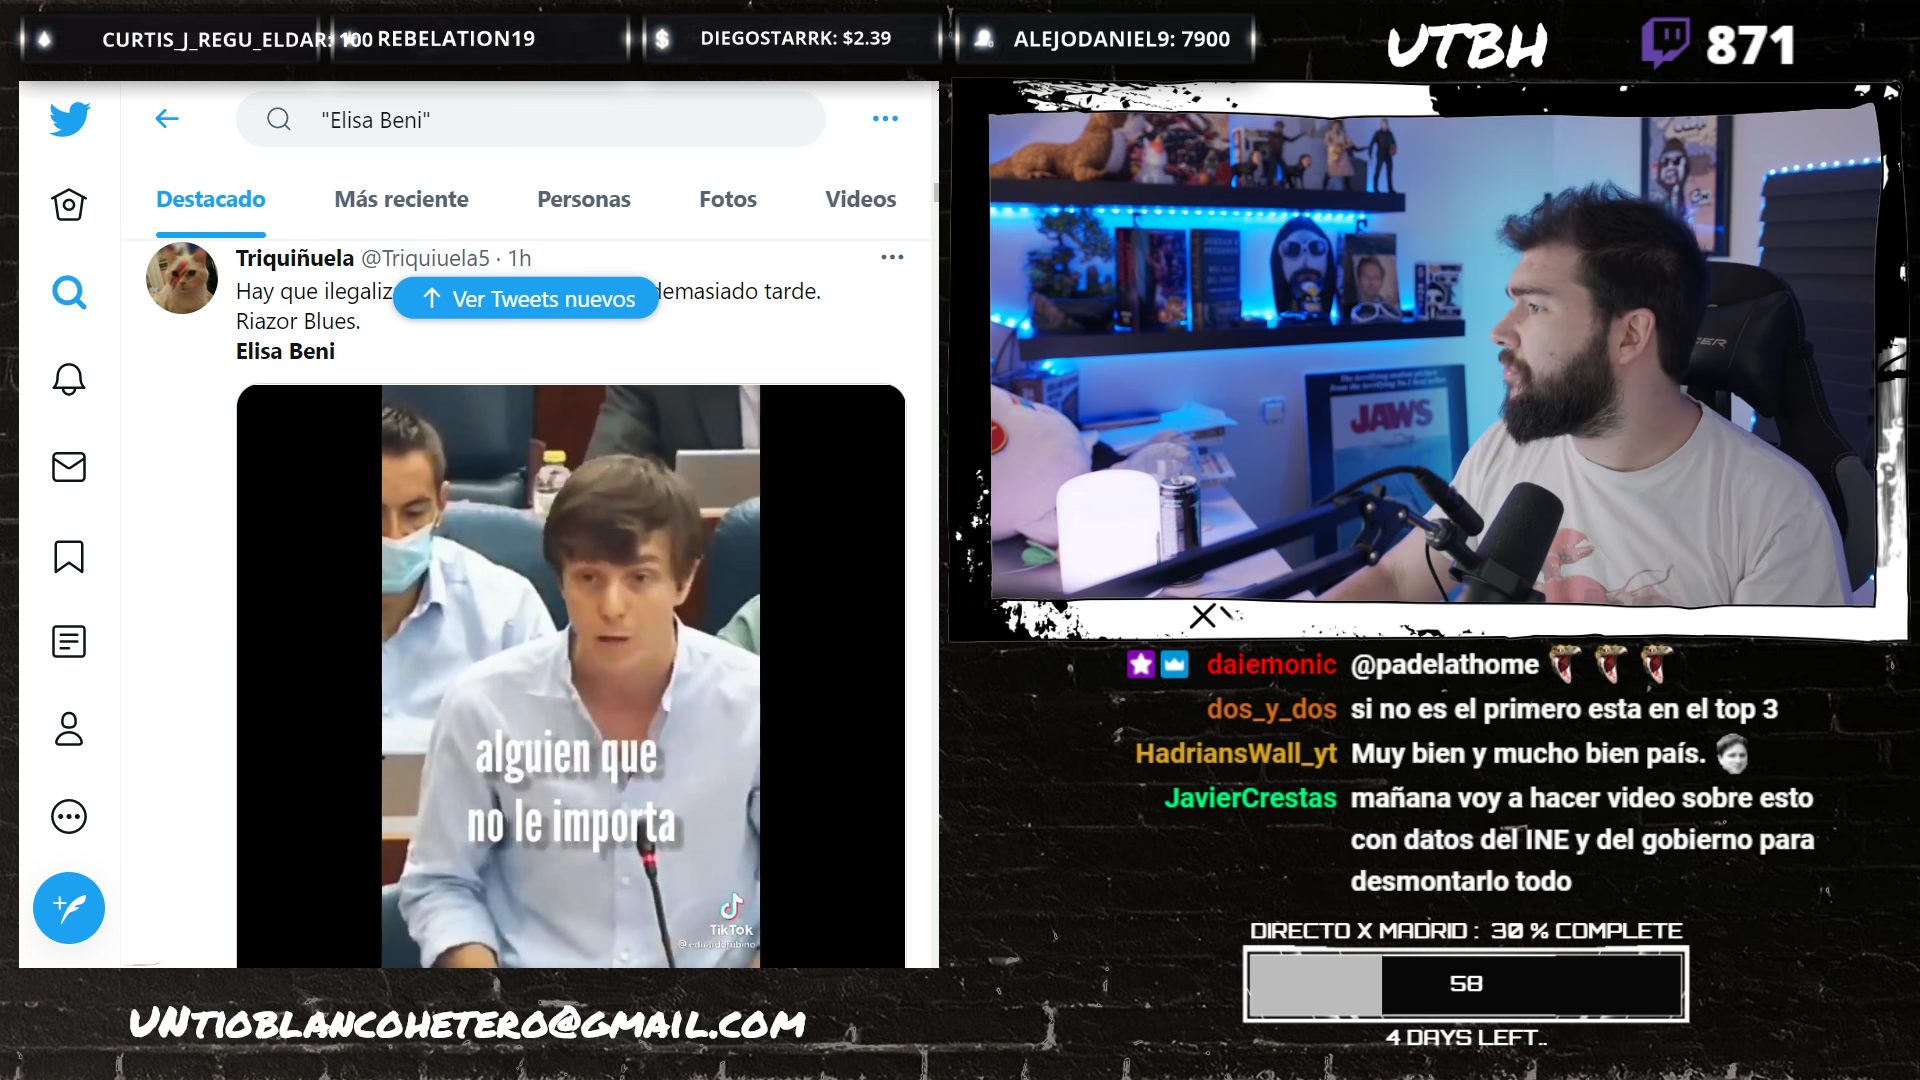 CURTIS_J_REGU_ELDAR: 100
REBELATION19
DIEGOSTARRK: $2.39
ALEJODANIEL9: 7900
UTBH
871
"Elisa Beni"
Destacado
Más reciente
Personas
Fotos
Videos
Triquiñuela @Triquiuela5 · 1h
Hay que ilegaliz
Ver Tweets nuevos
demasiado tarde.
Riazor Blues.
Elisa Beni
alguien que
no le importa
TikTok
@eduardorubino
JAWS
daiemonic @padelathome
dos_y_dos si no es el primero esta en el top 3
HadriansWall_yt Muy bien y mucho bien país.
JavierCrestas mañana voy a hacer video sobre esto
con datos del INE y del gobierno para
desmontarlo todo
DIRECTO X MADRID : 30 % COMPLETE
58
4 DAYS LEFT..
UNTIOBLANCOHETERO@GMAIL.COM